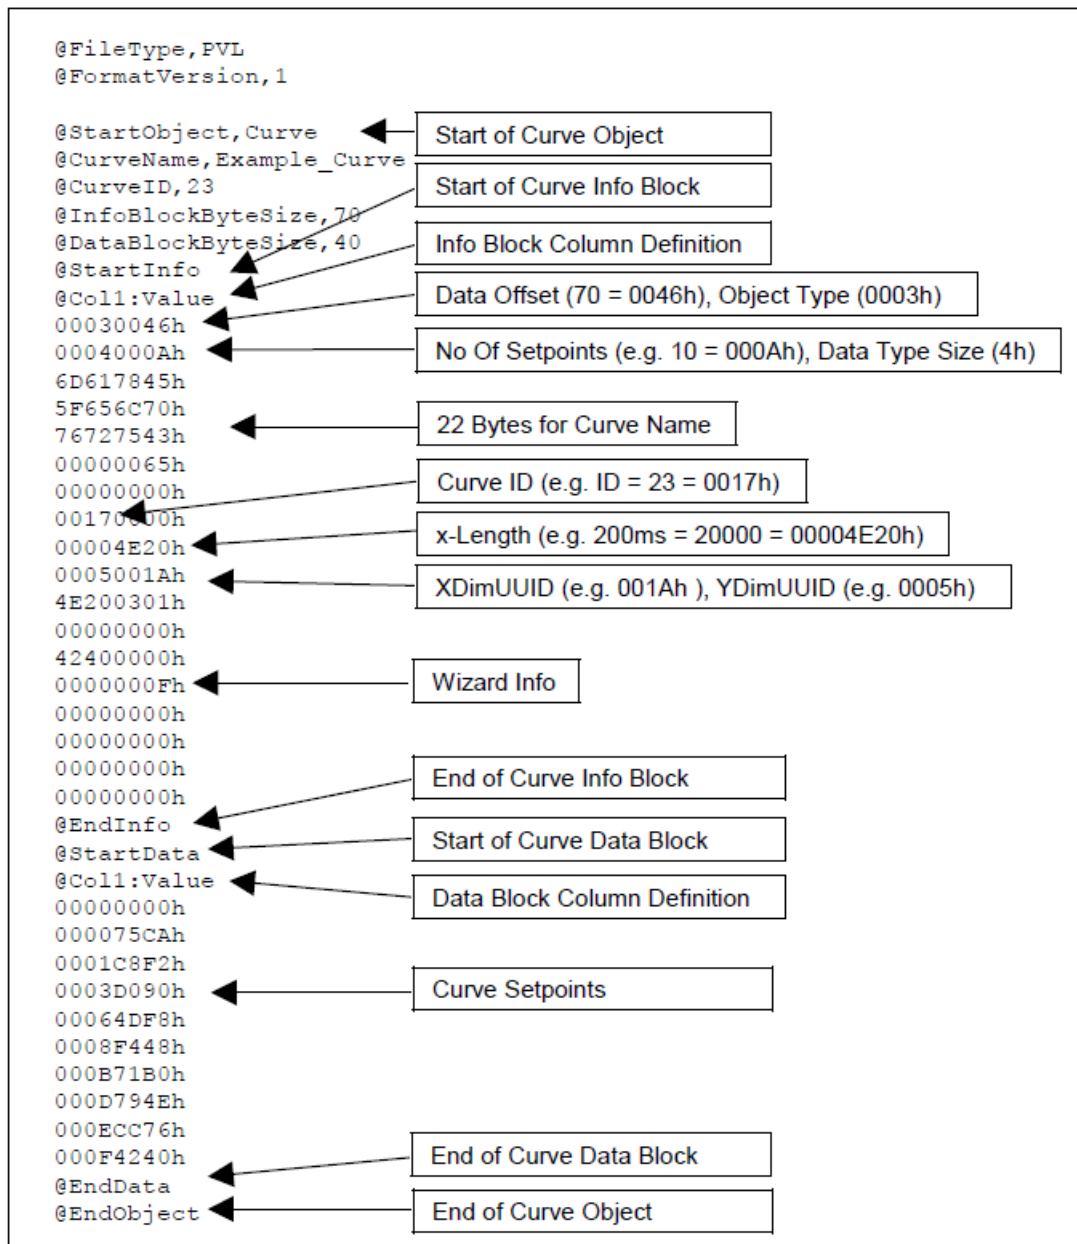 @FileType,PVL
@FormatVersion,1
@StartObject,Curve
Start of Curve Object
@CurveName,Example_Curve
@CurveID,23
Start of Curve Info Block
@InfoBlockByteSize,70
@DataBlockByteSize,40
Info Block Column Definition
@StartInfo
@Col1:Value
Data Offset (70 = 0046h), Object Type (0003h)
00030046h
0004000Ah
No Of Setpoints (e.g. 10 = 000Ah), Data Type Size (4h)
6D617845h
5F656C70h
76727543h
22 Bytes for Curve Name
00000065h
00000000h
Curve ID (e.g. ID = 23 = 0017h)
00170000h
00004E20h
x-Length (e.g. 200ms = 20000 = 00004E20h)
0005001Ah
XDimUUID (e.g. 001Ah ), YDimUUID (e.g. 0005h)
4E200301h
00000000h
42400000h
0000000Fh
Wizard Info
00000000h
00000000h
00000000h
00000000h
End of Curve Info Block
@EndInfo
@StartData
Start of Curve Data Block
@Col1:Value
00000000h
Data Block Column Definition
000075CAh
0001C8F2h
0003D090h
Curve Setpoints
00064DF8h
0008F448h
000B71B0h
000D794Eh
000ECC76h
000F4240h
End of Curve Data Block
@EndData
@EndObject
End of Curve Object